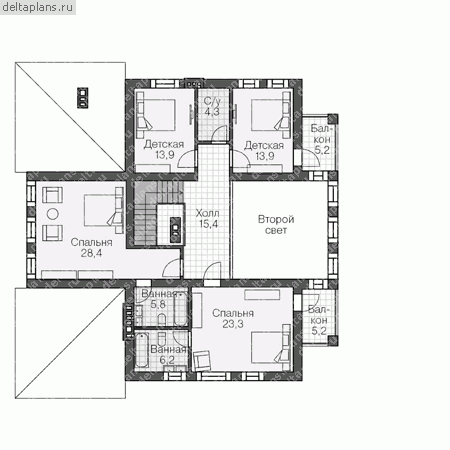 deltaplans.ru
С/у
4,3
Детская
13,9
Детская
13,9
Бал-
кон
5,2
Холл
15,4
Второй
свет
Спальня
28,4
Ванная
5,8
Спальня
23,3
Бал-
кон
5,2
Ванная
6,2